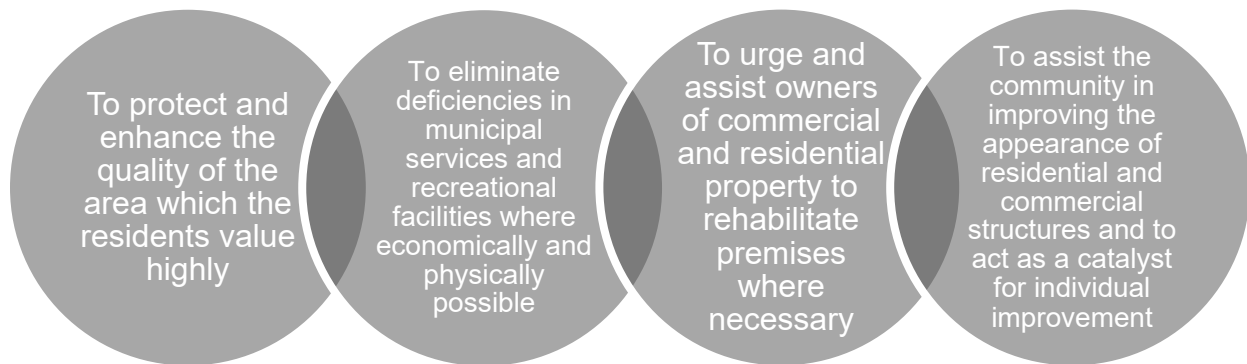 To protect and
enhance the
quality of the
area which the
residents value
highly
To eliminate
deficiencies in
municipal
services and
recreational
facilities where
economically and
physically
possible
To urge and
assist owners
of commercial
and residential
property to
rehabilitate
premises
where
necessary
To assist the
community in
improving the
appearance of
residential and
commercial
structures and to
act as a catalyst
for individual
improvement